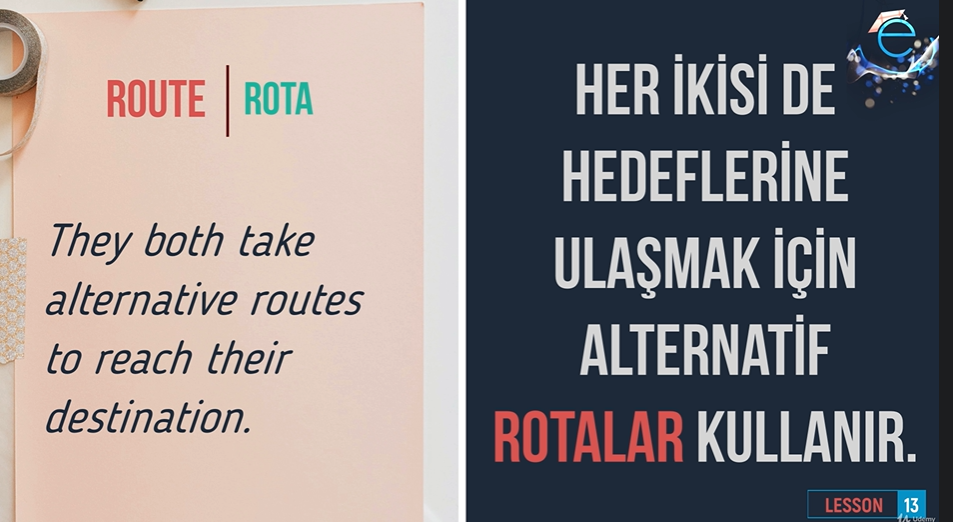 ROUTE | ROTA
They both take
alternative routes
to reach their
destination.
e
HER İKİSİ DE
HEDEFLERİNE
ULAŞMAK İÇİN
ALTERNATİF
ROTALAR KULLANIR.
LESSON 13
Udemy